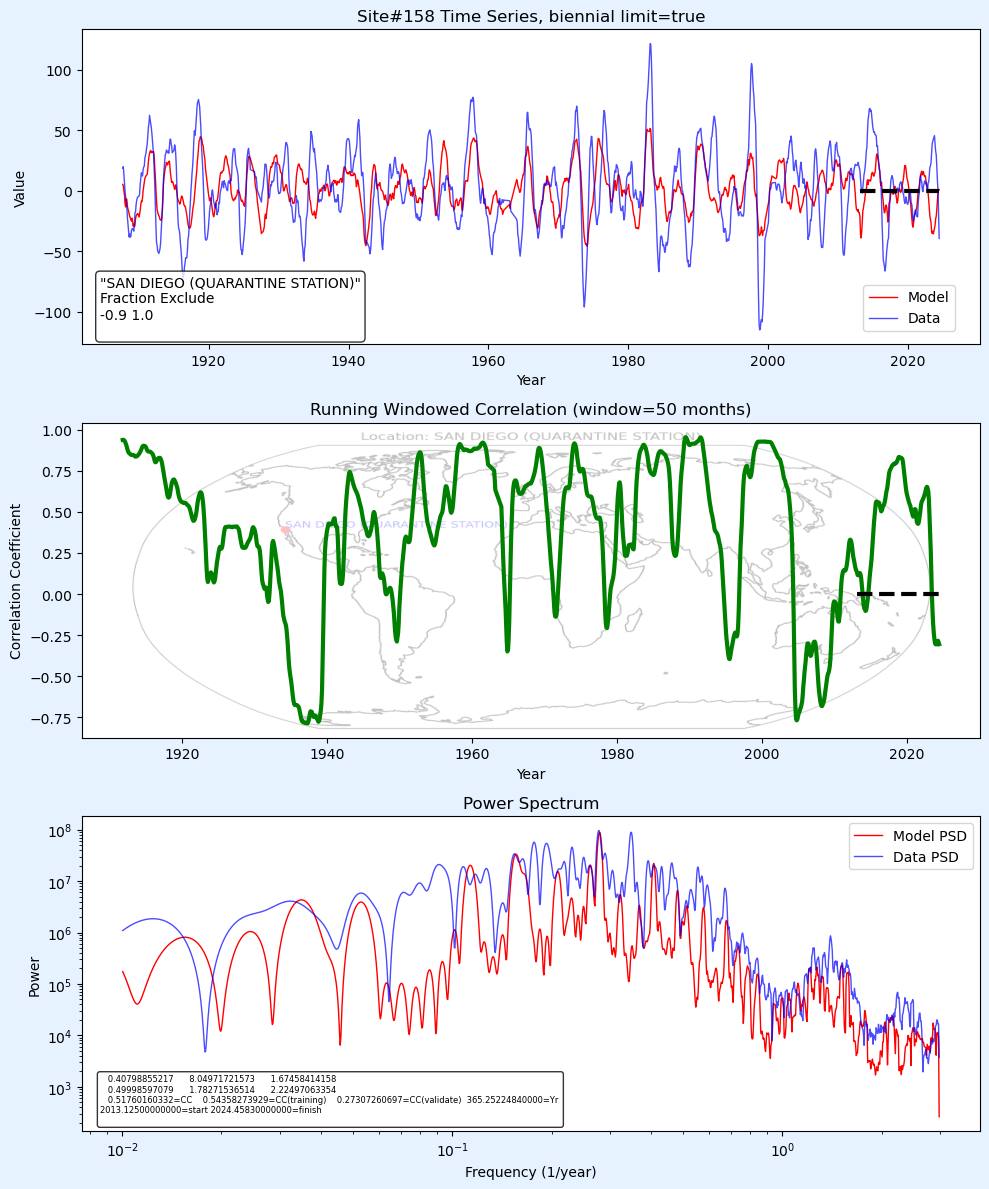 Site#158 Time Series, biennial limit=true
Value
100
50
0
−50
−100
"SAN DIEGO (QUARANTINE STATION)"
Fraction Exclude
-0.9 1.0
Model
Data
1920 1940 1960 1980 2000 2020
Year
Running Windowed Correlation (window=50 months)
Location: SAN DIEGO (QUARANTINE STATION)
SAN DIEGO (QUARANTINE STATION)
Correlation Coefficient
1.00
0.75
0.50
0.25
0.00
−0.25
−0.50
−0.75
1920 1940 1960 1980 2000 2020
Year
Power Spectrum
Power
10^8
10^7
10^6
10^5
10^4
10^3
Model PSD
Data PSD
0.40798855217 8.04971721573 1.67458414158
0.49998597079 1.78271536514 2.22497063354
0.51760160332=CC 0.54358273929=CC(training) 0.27307260697=CC(validate) 365.25224840000=Yr
2013.12500000000=start 2024.45830000000=finish
10^−2 10^−1 10^0
Frequency (1/year)